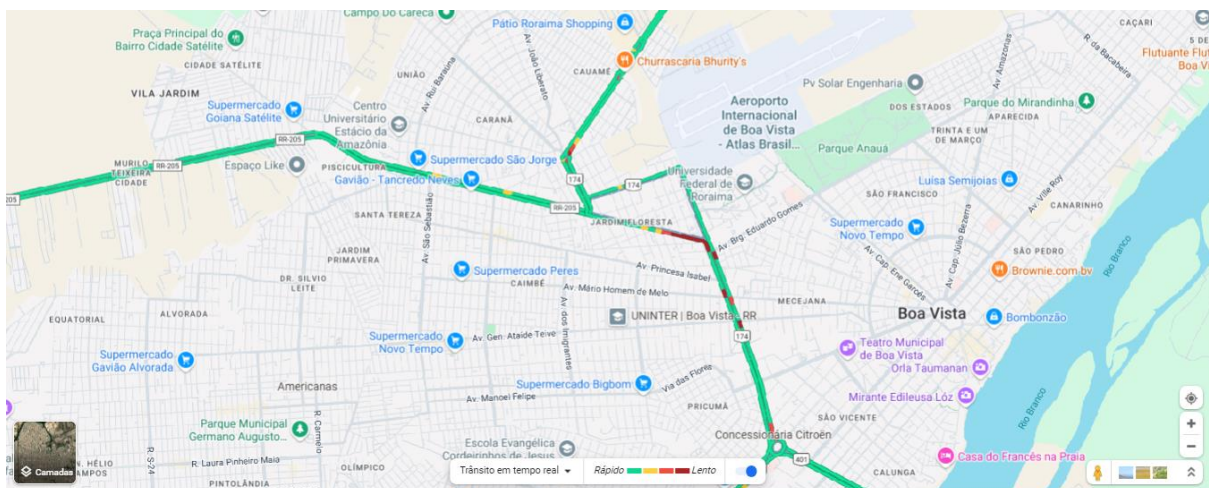 Campo Do Careca
Pátio Roraima Shopping
CAÇARI
Praça Principal do
Bairro Cidade Satélite
CIDADE SATÉLITE
Av. João Liberato
Av. Rui Baraúna
UNIÃO
CAUAMÉ
Churrascaria Bhurity's
Av. Amazonas
R. da Bacabeira
5 DE
Flutuante Flu
Boa Vi
VILA JARDIM
Supermercado
Goiana Satélite
Centro
Universitário
Estácio da
Amazônia
CARANÃ
Aeroporto
Internacional
de Boa Vista
- Atlas Brasil...
Pv Solar Engenharia
DOS ESTADOS
Parque do Mirandinha
APARECIDA
TRINTA E UM
DE MARÇO
Parque Anauá
RR-205
MURILO
TEIXEIRA
CIDADE
RR-205
Espaço Like
PISCICULTURA
Supermercado São Jorge
Gavião - Tancredo Neves
174
174
Universidade
Federal de
Roraima
Luisa Semijoias
SÃO FRANCISCO
Av. Ville Roy
CANARINHO
205
SANTA TEREZA
Av. São Sebastião
RR-205
JARDIM FLORESTA
Av. Brg. Eduardo Gomes
Supermercado
Novo Tempo
Av. Cap. Júlio Bezerra
SÃO PEDRO
Rio Branco
JARDIM
PRIMAVERA
DR. SILVIO
LEITE
Supermercado Peres
CAIMBÉ
Av. Princesa Isabel
Av. Mário Homem de Melo
Av. Cap. Ene Garcês
Brownie.com.bv
EQUATORIAL
ALVORADA
Av. dos Imigrantes
MECEJANA
UNINTER | Boa Vista - RR
Boa Vista
Bombonzão
Supermercado
Gavião Alvorada
Supermercado
Novo Tempo
Av. Gen. Ataíde Teive
174
Teatro Municipal
de Boa Vista
Orla Taumanan
Americanas
Supermercado Bigbom
Via das Flores
Mirante Edileusa Lóz
Rio Branco
Av. Manoel Felipe
PRICUMÃ
SÃO VICENTE
Parque Municipal
Germano Augusto...
R. Carmélo
R. S-24
Concessionária Citroën
Escola Evangélica
Cordeirinhos de Jesus
401
Casa do Francês na Praia
Camadas
HÉLIO
CAMPOS
R. Laura Pinheiro Maia
OLÍMPICO
CALUNGA
PINTOLÂNDIA
Trânsito em tempo real
Rápido
Lento